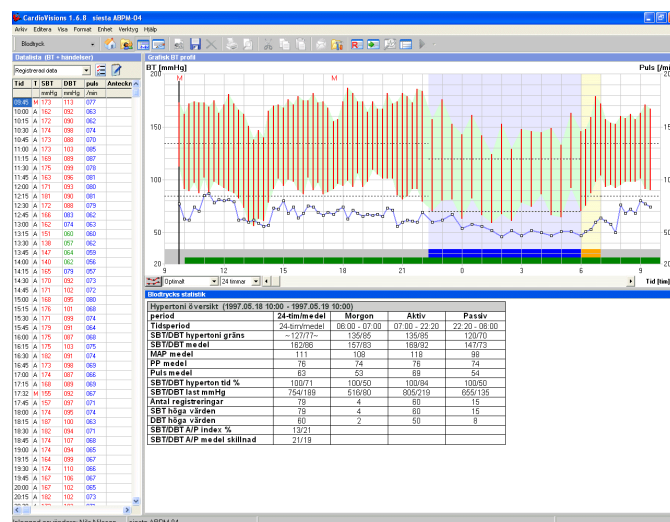 CardioVisions 1.6.8 siesta ABPM-04
Arkiv Editera Visa Format Enhet Verktyg Hjälp
Blodtryck
Datalista (BT + händelser)
Registrerad data
Tid T SBT DBT puls Anteckn
mmHg mmHg /min
09:45 M 173 113 077
10:00 A 162 092 063
10:15 A 172 090 062
10:30 A 174 098 074
10:45 A 173 088 070
11:00 A 173 103 085
11:15 A 169 089 087
11:30 A 175 099 078
11:45 A 163 096 081
12:00 A 171 093 080
12:15 A 181 090 081
12:30 A 172 088 079
12:45 A 166 083 062
13:00 A 162 074 063
13:15 A 151 060 060
13:30 A 138 057 062
13:45 A 147 064 059
14:00 A 140 062 056
14:15 A 165 079 057
14:30 A 170 092 073
14:45 A 171 102 072
15:00 A 168 095 080
15:15 A 176 101 068
15:30 A 171 099 074
15:45 A 179 091 064
16:00 A 175 087 068
16:15 A 175 103 075
16:30 A 182 091 074
16:45 A 173 098 069
17:00 A 174 087 066
17:15 A 168 089 069
17:32 M 155 092 067
17:45 A 157 097 071
18:00 A 174 095 074
18:15 A 187 100 063
18:30 A 182 094 071
18:45 A 174 107 068
19:00 A 174 094 065
19:15 A 164 099 067
19:30 A 174 110 066
19:45 A 167 106 067
20:00 A 167 102 065
20:15 A 182 102 073
Grafisk BT profil
BT [mmHg] Puls [/min]
M M
200 200
150 150
100 100
50 50
20 20
9 12 15 18 21 0 3 6 9
Optimalt 24 timmar Tid [tim]
Blodtrycks statistik
Hypertoni översikt (1997.05.18 10:00 - 1997.05.19 10:00)
period 24-tim/medel Morgon Aktiv Passiv
Tidsperiod 24-tim/medel 06:00 - 07:00 07:00 - 22:20 22:20 - 06:00
SBT/DBT hypertoni gräns ~127/77~ 135/85 135/85 120/70
SBT/DBT medel 162/86 157/83 169/92 147/73
MAP medel 111 108 118 98
PP medel 76 74 76 74
Puls medel 63 53 69 54
SBT/DBT hyperton tid % 100/71 100/50 100/84 100/50
SBT/DBT last mmHg 754/189 516/80 805/219 655/135
Antal registreringar 79 4 60 15
SBT höga värden 79 4 60 15
DBT höga värden 60 2 50 8
SBT/DBT A/P index % 13/21
SBT/DBT A/P medel skillnad 21/19